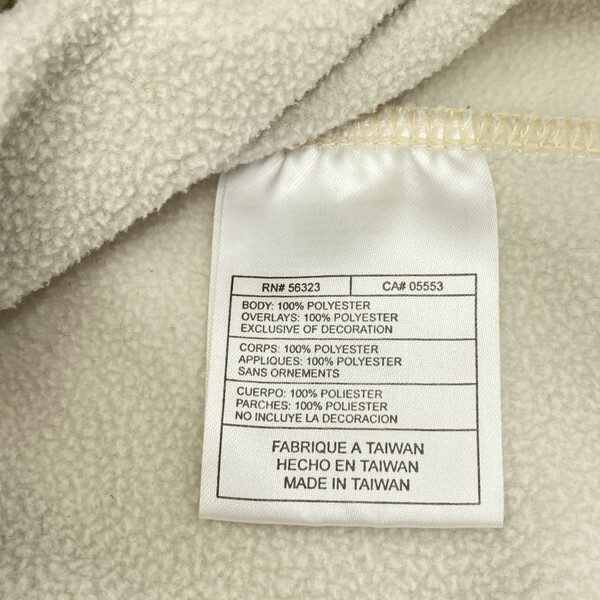 RN# 56323 CA# 05553
BODY: 100% POLYESTER
OVERLAYS: 100% POLYESTER
EXCLUSIVE OF DECORATION
CORPS: 100% POLYESTER
APPLIQUES: 100% POLYESTER
SANS ORNEMENTS
CUERPO: 100% POLIESTER
PARCHES: 100% POLIESTER
NO INCLUYE LA DECORACION
FABRIQUE A TAIWAN
HECHO EN TAIWAN
MADE IN TAIWAN